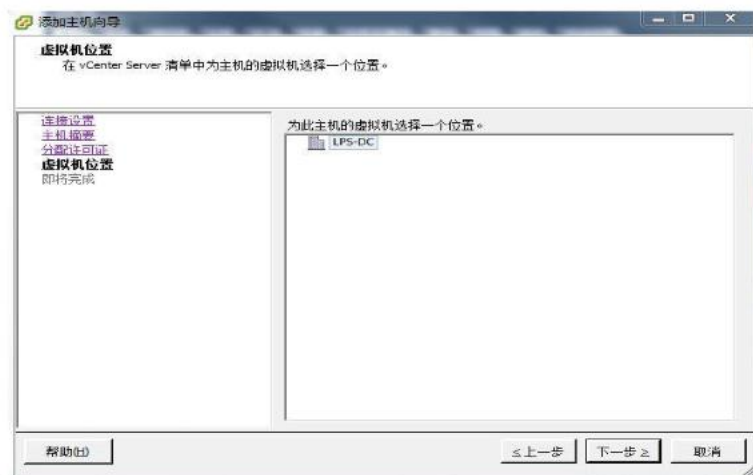 添加主机向导
虚拟机位置
在 vCenter Server 清单中为主机的虚拟机选择一个位置。
连接设置
主机摘要
分配许可证
虚拟机位置
即将完成
为此主机的虚拟机选择一个位置。
LPS-DC
帮助(H)
≤上一步
下一步≥
取消